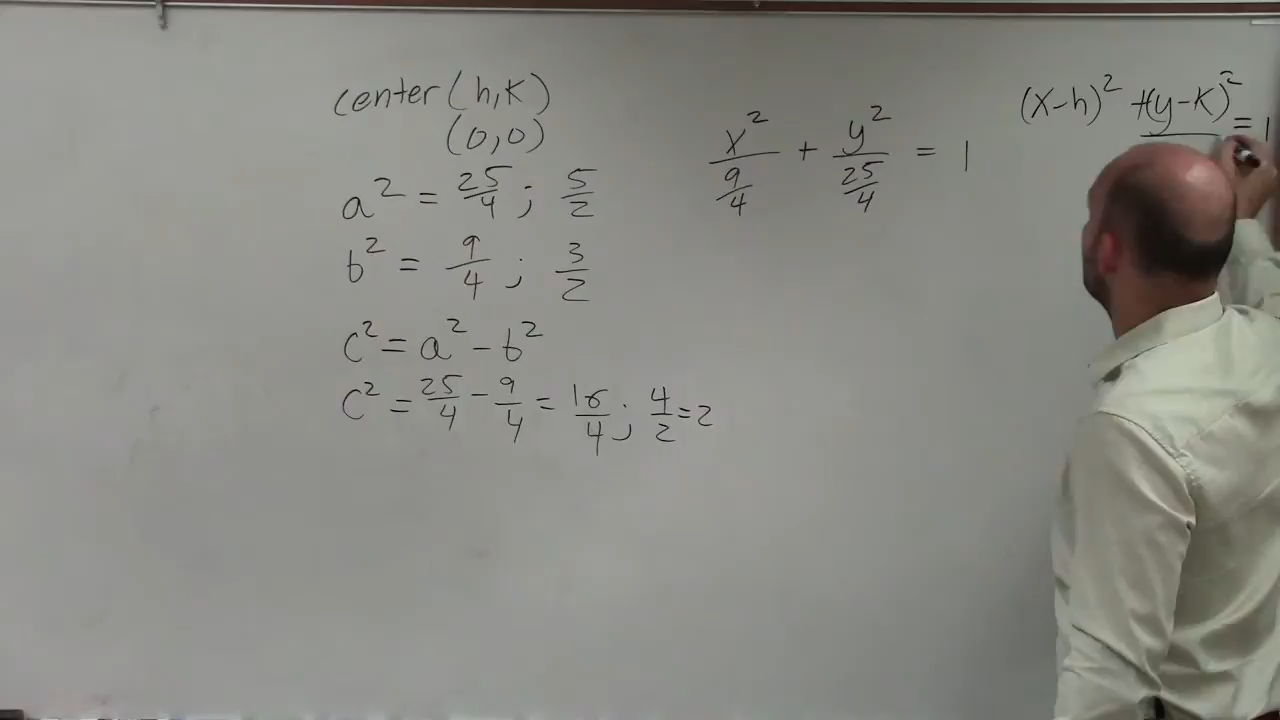 center (h,k)
(0,0)
a² = 25/4 ; 5/2
b² = 9/4 ; 3/2
c² = a² - b²
c² = 25/4 - 9/4 = 16/4 ; 4/2 = 2
x²/(9/4) + y²/(25/4) = 1
(x-h)² + (y-k)² = 1